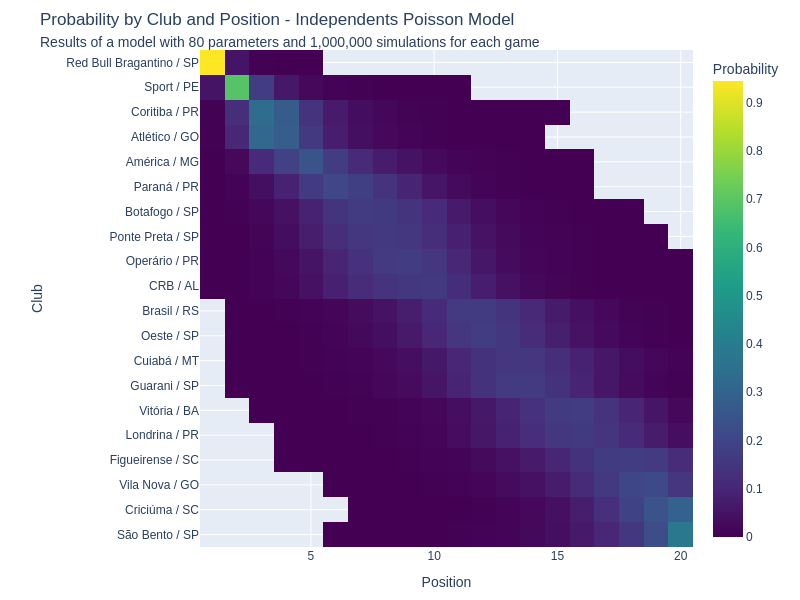 Probability by Club and Position - Independents Poisson Model
Results of a model with 80 parameters and 1,000,000 simulations for each game
Probability
Red Bull Bragantino / SP
Sport / PE
Coritiba / PR
Atlético / GO
América / MG
Paraná / PR
Botafogo / SP
Ponte Preta / SP
Operário / PR
CRB / AL
Brasil / RS
Oeste / SP
Cuiabá / MT
Guarani / SP
Vitória / BA
Londrina / PR
Figueirense / SC
Vila Nova / GO
Criciúma / SC
São Bento / SP
Club
5
10
15
20
Position
0.9
0.8
0.7
0.6
0.5
0.4
0.3
0.2
0.1
0